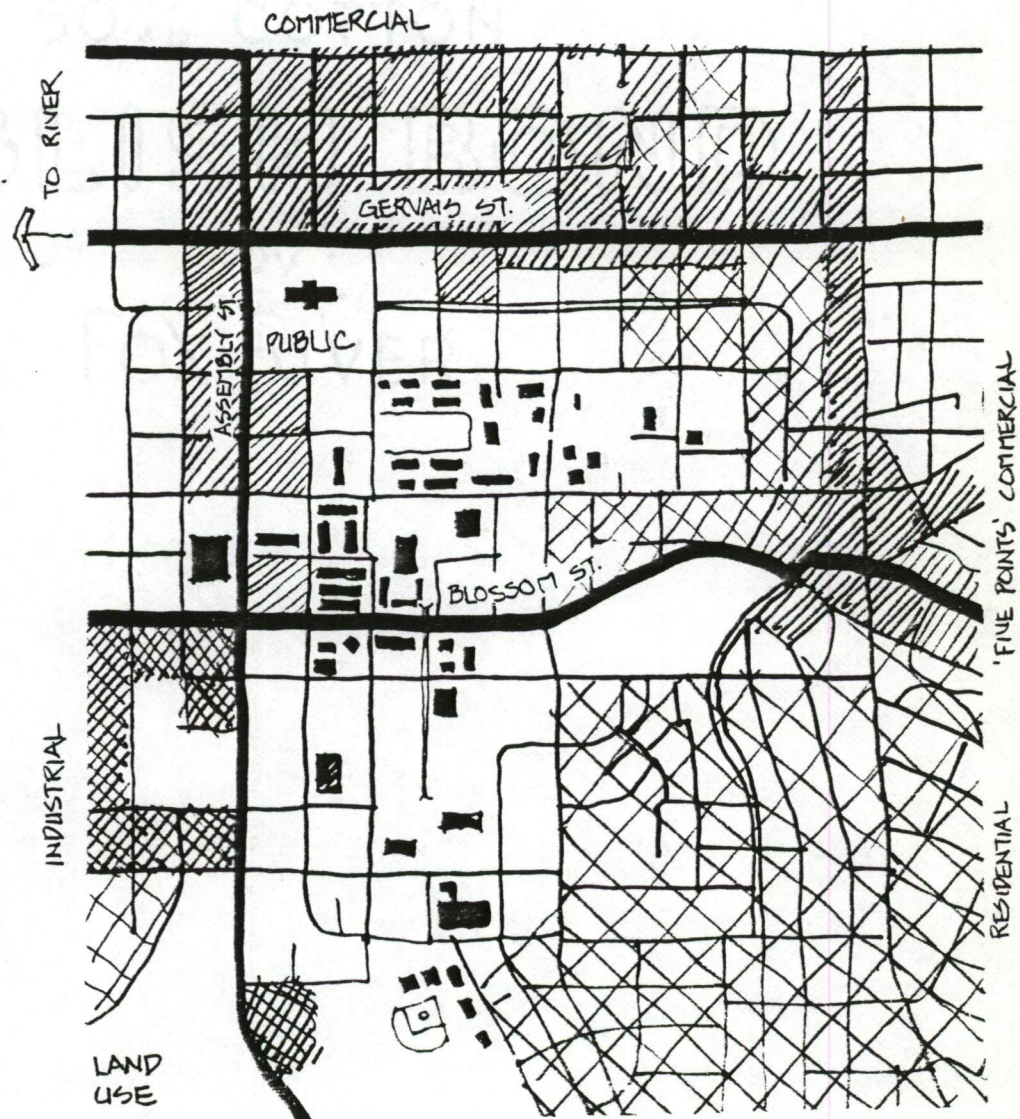 COMMERCIAL
TO RIVER
GERVAIS ST.
ASSEMBLY ST.
PUBLIC
'FIVE POINTS' COMMERCIAL
BLOSSOM ST.
INDUSTRIAL
RESIDENTIAL
LAND
USE